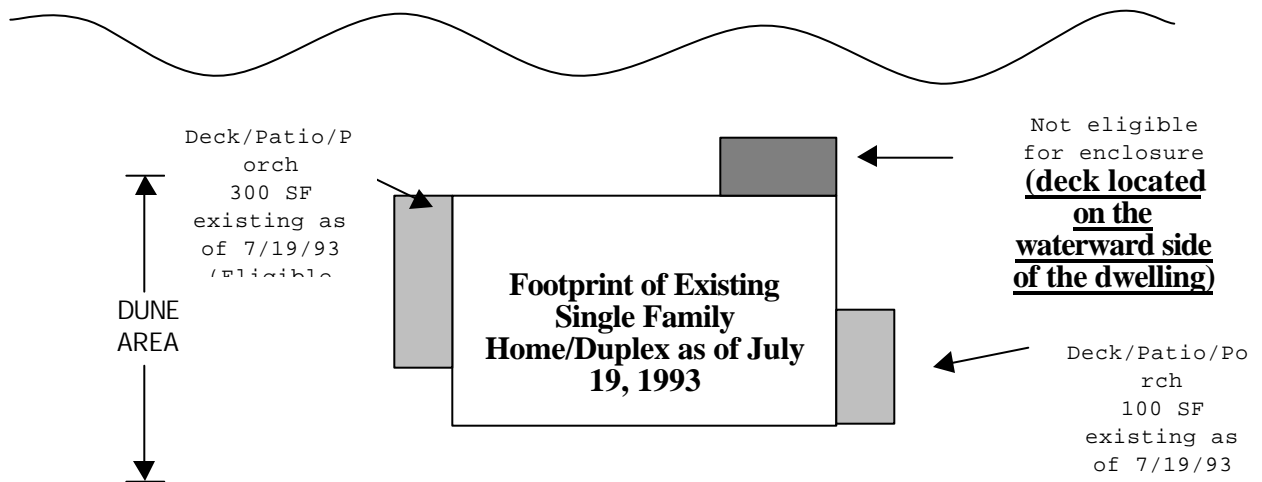 Deck/Patio/P
orch
300 SF
existing as
of 7/19/93
(Eligible
DUNE
AREA
Footprint of Existing
Single Family
Home/Duplex as of July
19, 1993
Not eligible
for enclosure
(deck located
on the
waterward side
of the dwelling)
Deck/Patio/Po
rch
100 SF
existing as
of 7/19/93